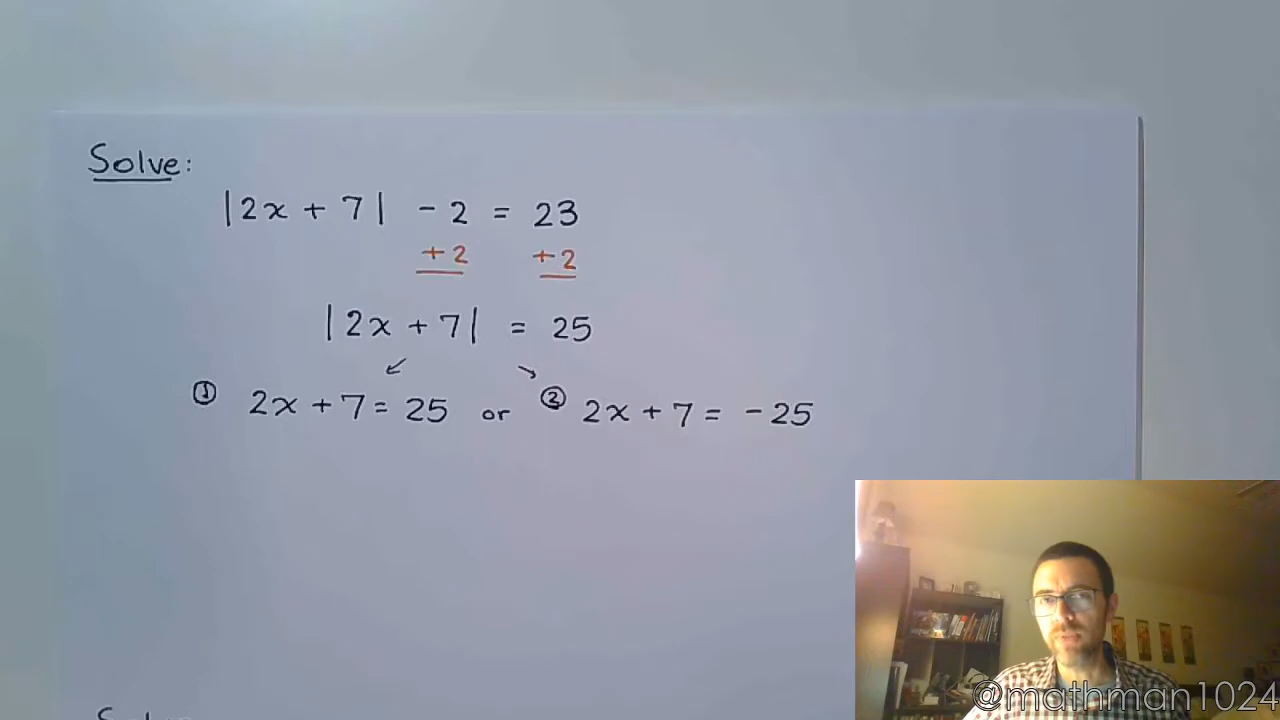 Solve:
|2x + 7| - 2 = 23
+2 +2
|2x + 7| = 25
↙ ↘
① 2x + 7 = 25 or ② 2x + 7 = -25
@mathman1024